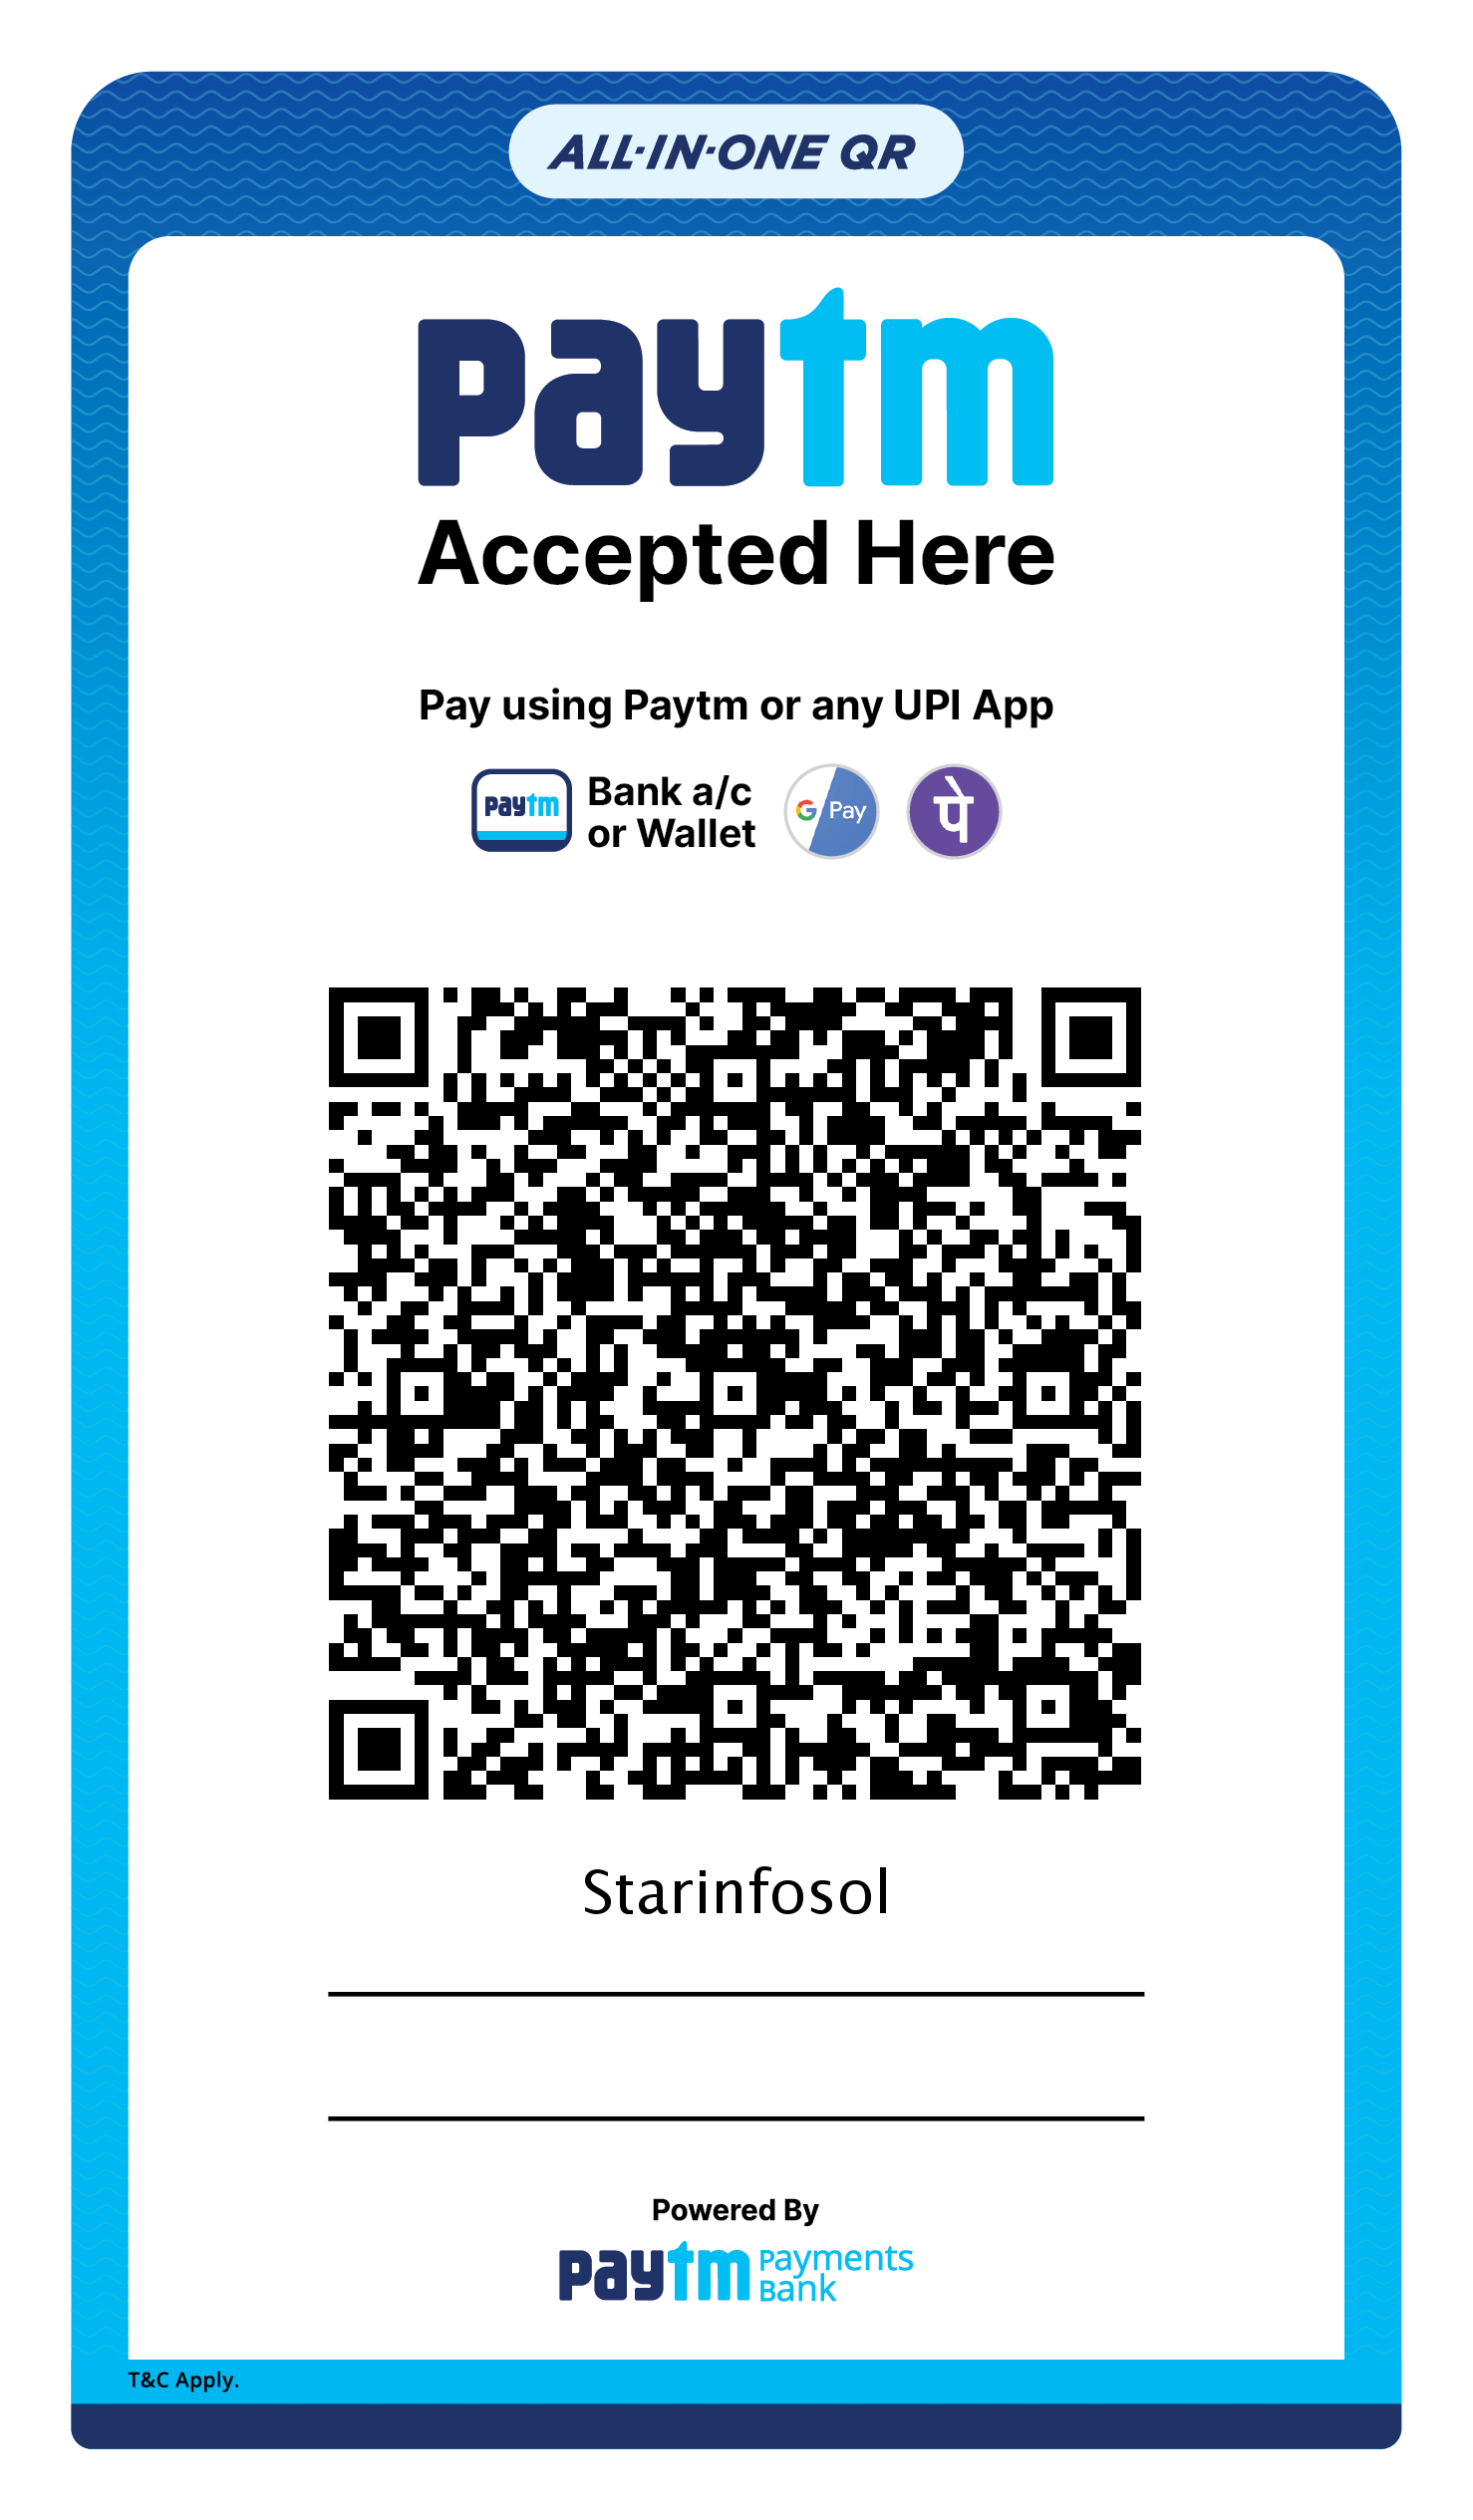 ALL-IN-ONE QR
paytm
Accepted Here
Pay using Paytm or any UPI App
paytm
Bank a/c
or Wallet
G Pay
पे
Starinfosol
Powered By
paytm Payments
Bank
T&C Apply.